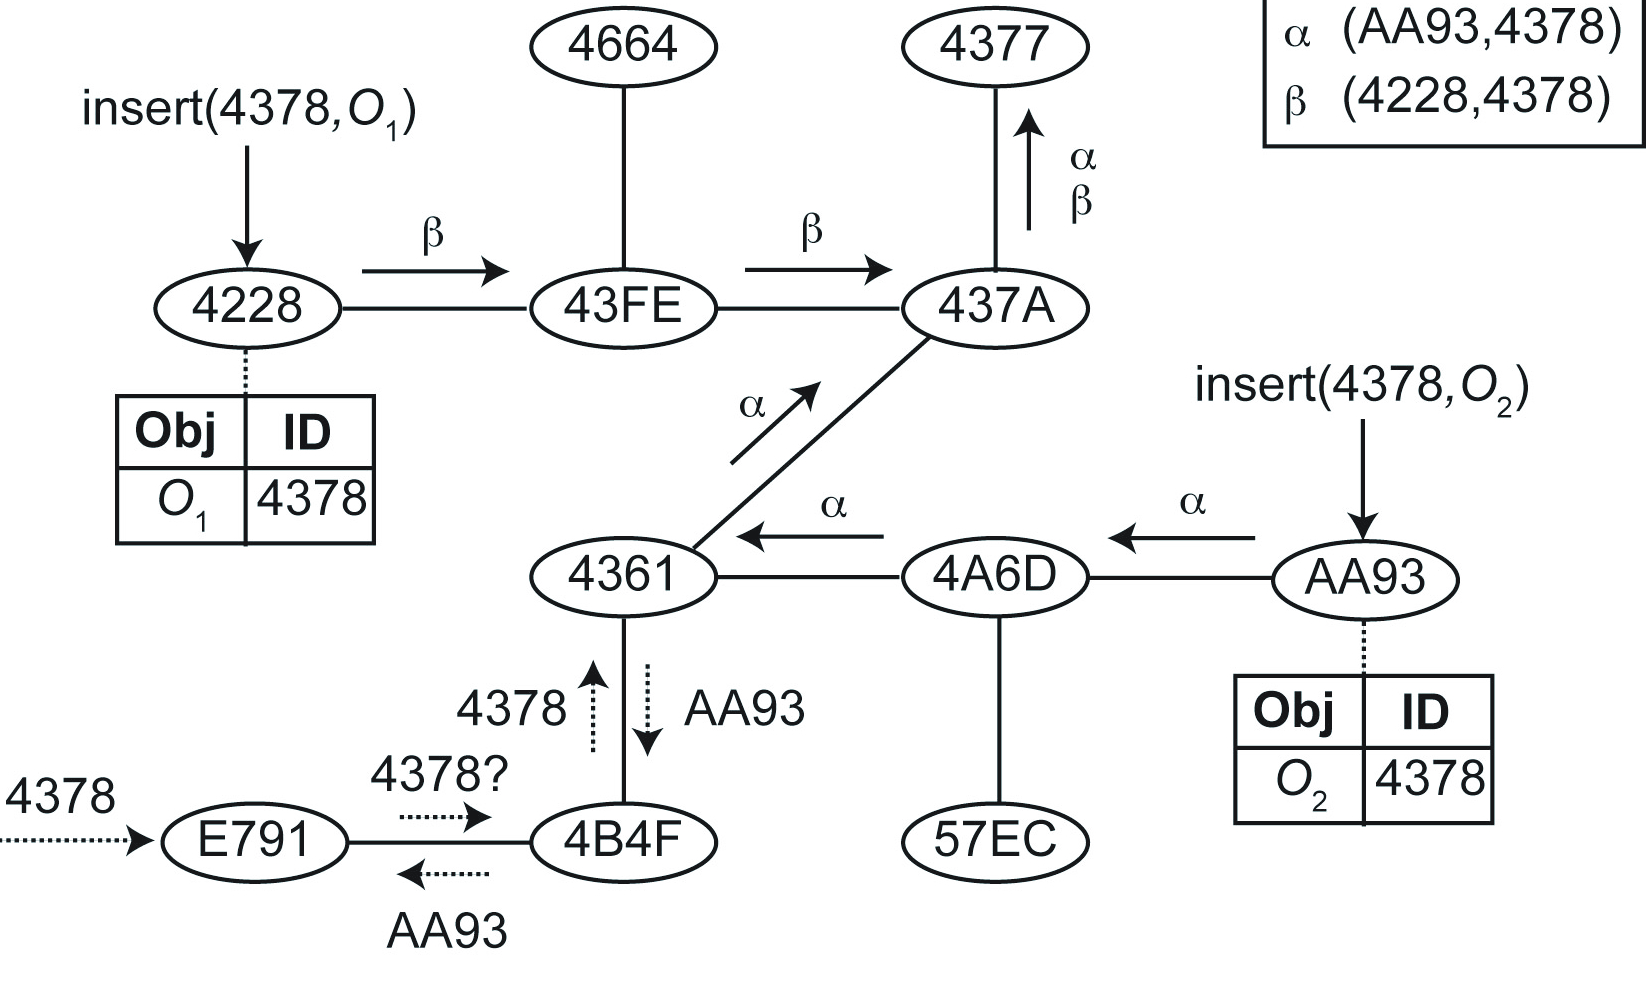 4664
4377
α (AA93,4378)
β (4228,4378)
insert(4378,O1)
α
β
β
β
4228
43FE
437A
insert(4378,O2)
α
Obj ID
O1 4378
α
α
4361
4A6D
AA93
4378
AA93
Obj ID
O2 4378
4378?
4378
E791
4B4F
57EC
AA93